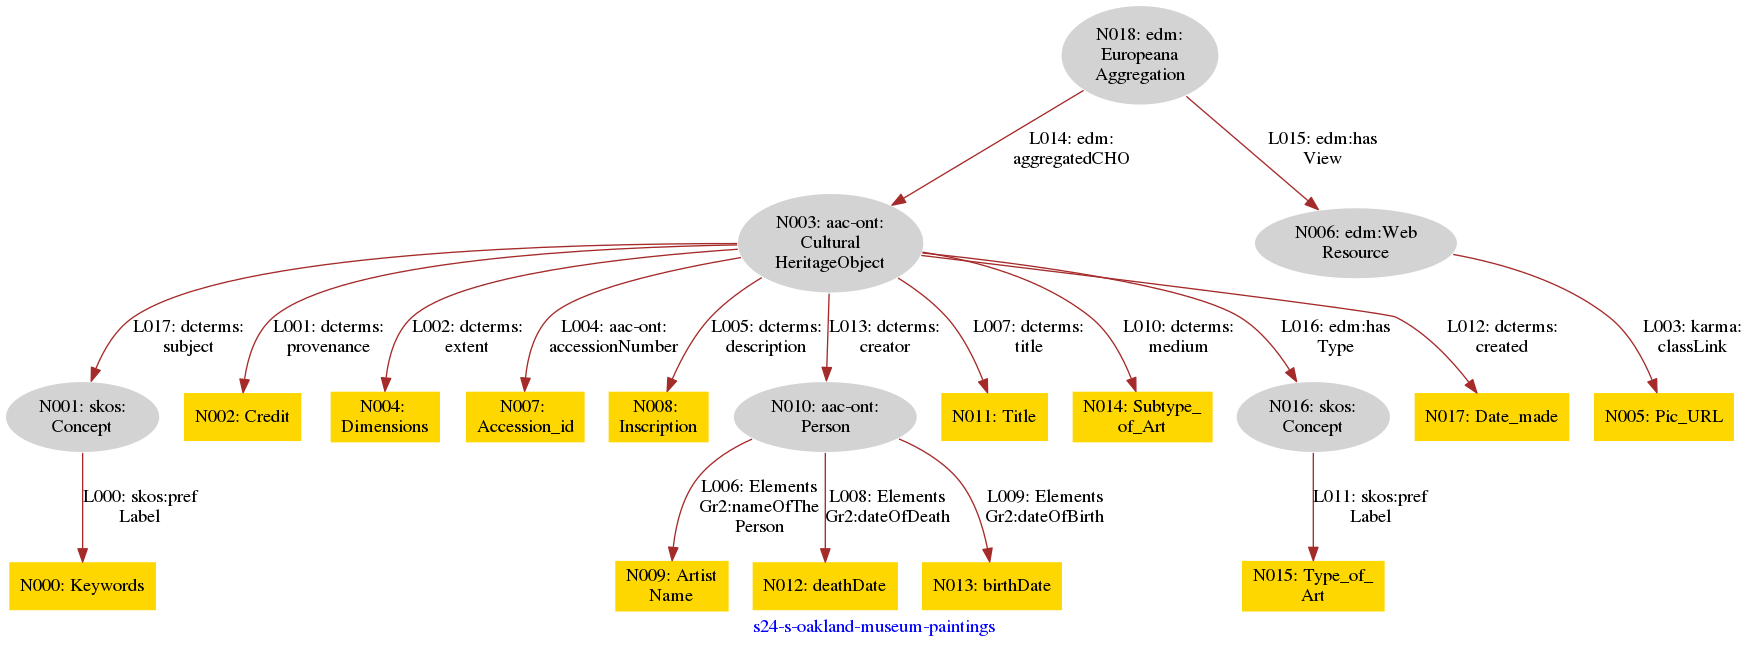 N018: edm:
Europeana
Aggregation
L014: edm:
aggregatedCHO
L015: edm:has
View
N003: aac-ont:
Cultural
HeritageObject
N006: edm:Web
Resource
L017: dcterms:
subject
L001: dcterms:
provenance
L002: dcterms:
extent
L004: aac-ont:
accessionNumber
L005: dcterms:
description
L013: dcterms:
creator
L007: dcterms:
title
L010: dcterms:
medium
L016: edm:has
Type
L012: dcterms:
created
L003: karma:
classLink
N001: skos:
Concept
N002: Credit
N004:
Dimensions
N007:
Accession_id
N008:
Inscription
N010: aac-ont:
Person
N011: Title
N014: Subtype_
of_Art
N016: skos:
Concept
N017: Date_made
N005: Pic_URL
L000: skos:pref
Label
L006: Elements
Gr2:nameOfThe
Person
L008: Elements
Gr2:dateOfDeath
L009: Elements
Gr2:dateOfBirth
L011: skos:pref
Label
N000: Keywords
N009: Artist
Name
N012: deathDate
N013: birthDate
N015: Type_of_
Art
s24-s-oakland-museum-paintings